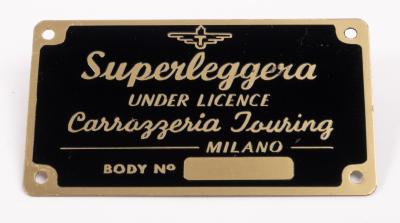 T
Superleggera
UNDER LICENCE
Carrozzeria Touring
MILANO
BODY Nº